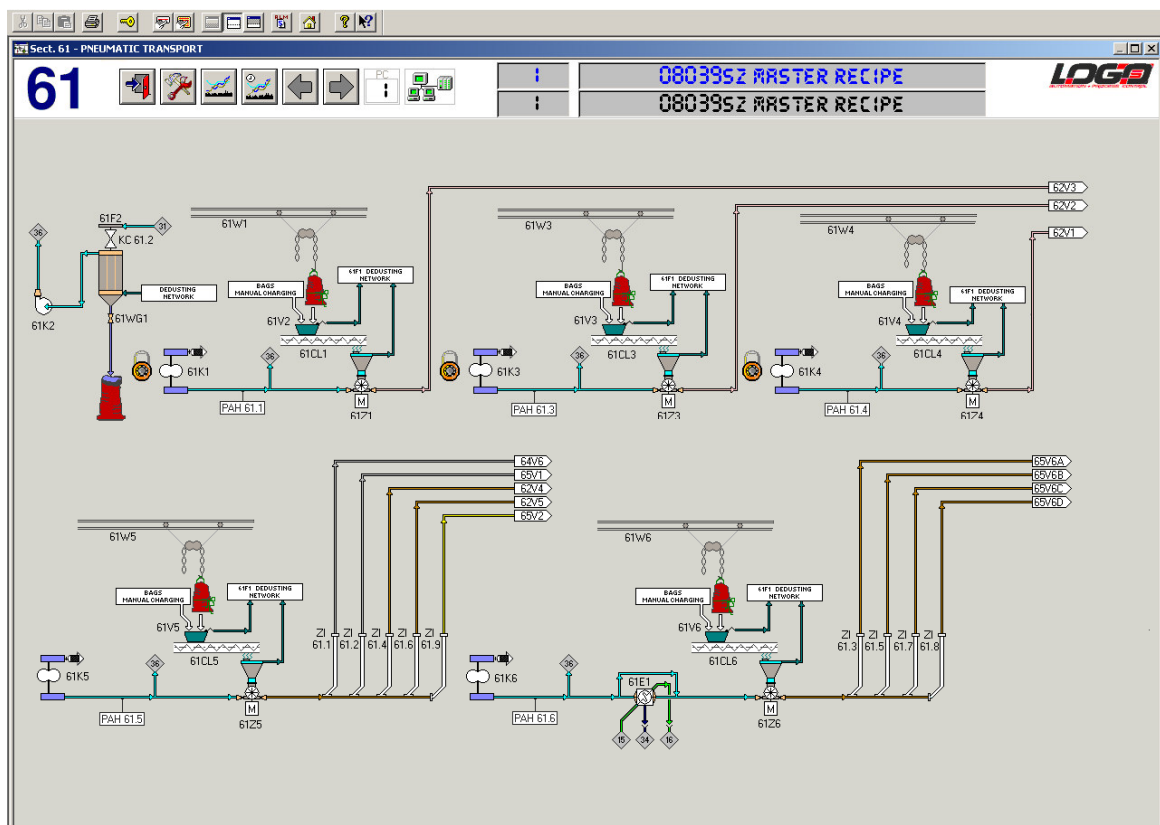 Sect. 61 - PNEUMATIC TRANSPORT
61
PC
1
1
08039SZ MASTER RECIPE
1
08039SZ MASTER RECIPE
LOGA
AUTOMATION & PRECISION CONTROL
62V3
62V2
62V1
61F2
36
31
KC 61.2
61K2
DEDUSTING
NETWORK
61WG1
61W1
61F1 DEDUSTING
NETWORK
BAGS
MANUAL CHARGING
61V2
61CL1
36
61K1
PAH 61.1
M
61Z1
61W3
61F1 DEDUSTING
NETWORK
BAGS
MANUAL CHARGING
61V3
61CL3
36
61K3
PAH 61.3
M
61Z3
61W4
61F1 DEDUSTING
NETWORK
BAGS
MANUAL CHARGING
61V4
61CL4
36
61K4
PAH 61.4
M
61Z4
64V6
65V1
62V4
62V5
65V2
61W5
BAGS
MANUAL CHARGING
61F1 DEDUSTING
NETWORK
61V5
61CL5
ZI
61.1
ZI
61.2
ZI
61.4
ZI
61.6
ZI
61.9
61K5
36
PAH 61.5
M
61Z5
65V6A
65V6B
65V6C
65V6D
61W6
BAGS
MANUAL CHARGING
61F1 DEDUSTING
NETWORK
61V6
61CL6
ZI
61.3
ZI
61.5
ZI
61.7
ZI
61.8
61K6
36
61E1
PAH 61.6
M
61Z6
15
34
16